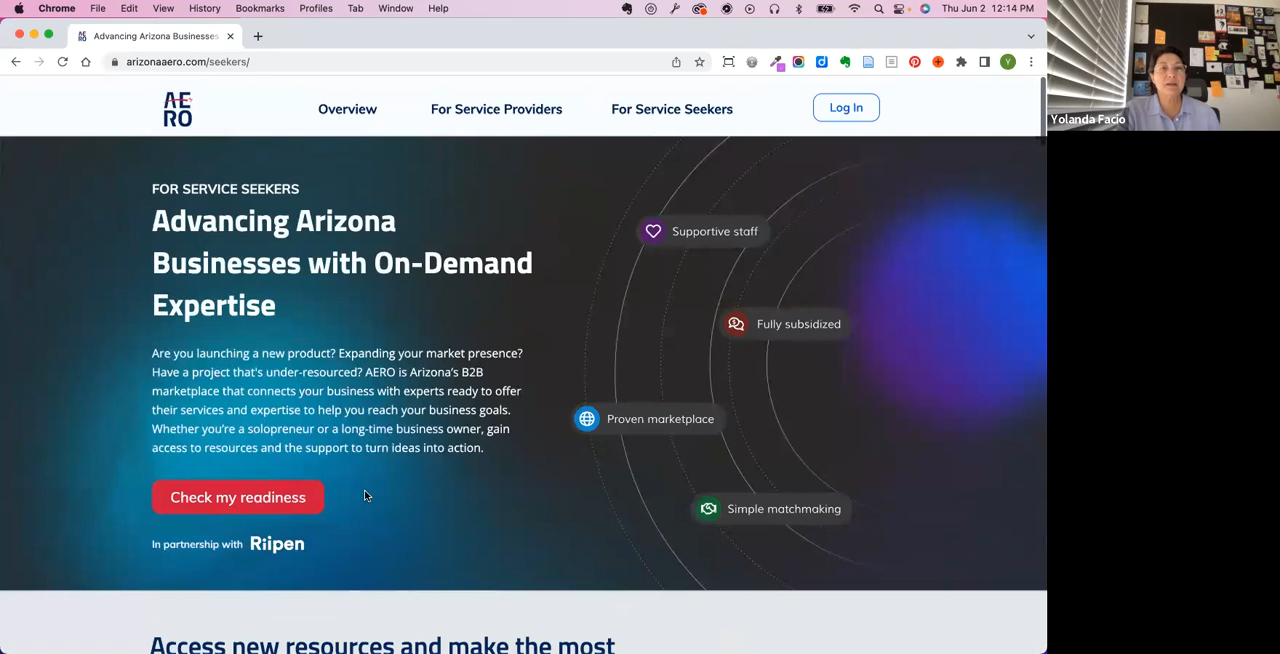 Chrome File Edit View History Bookmarks Profiles Tab Window Help Thu Jun 2 12:14 PM
Advancing Arizona Businesses
arizonaaero.com/seekers/
Y
AE
RO
Overview For Service Providers For Service Seekers Log In
Yolanda Facio
FOR SERVICE SEEKERS
Advancing Arizona
Businesses with On-Demand
Expertise
Are you launching a new product? Expanding your market presence?
Have a project that's under-resourced? AERO is Arizona's B2B
marketplace that connects your business with experts ready to offer
their services and expertise to help you reach your business goals.
Whether you're a solopreneur or a long-time business owner, gain
access to resources and the support to turn ideas into action.
Check my readiness
In partnership with Riipen
Supportive staff
Fully subsidized
Proven marketplace
Simple matchmaking
Access new resources and make the most